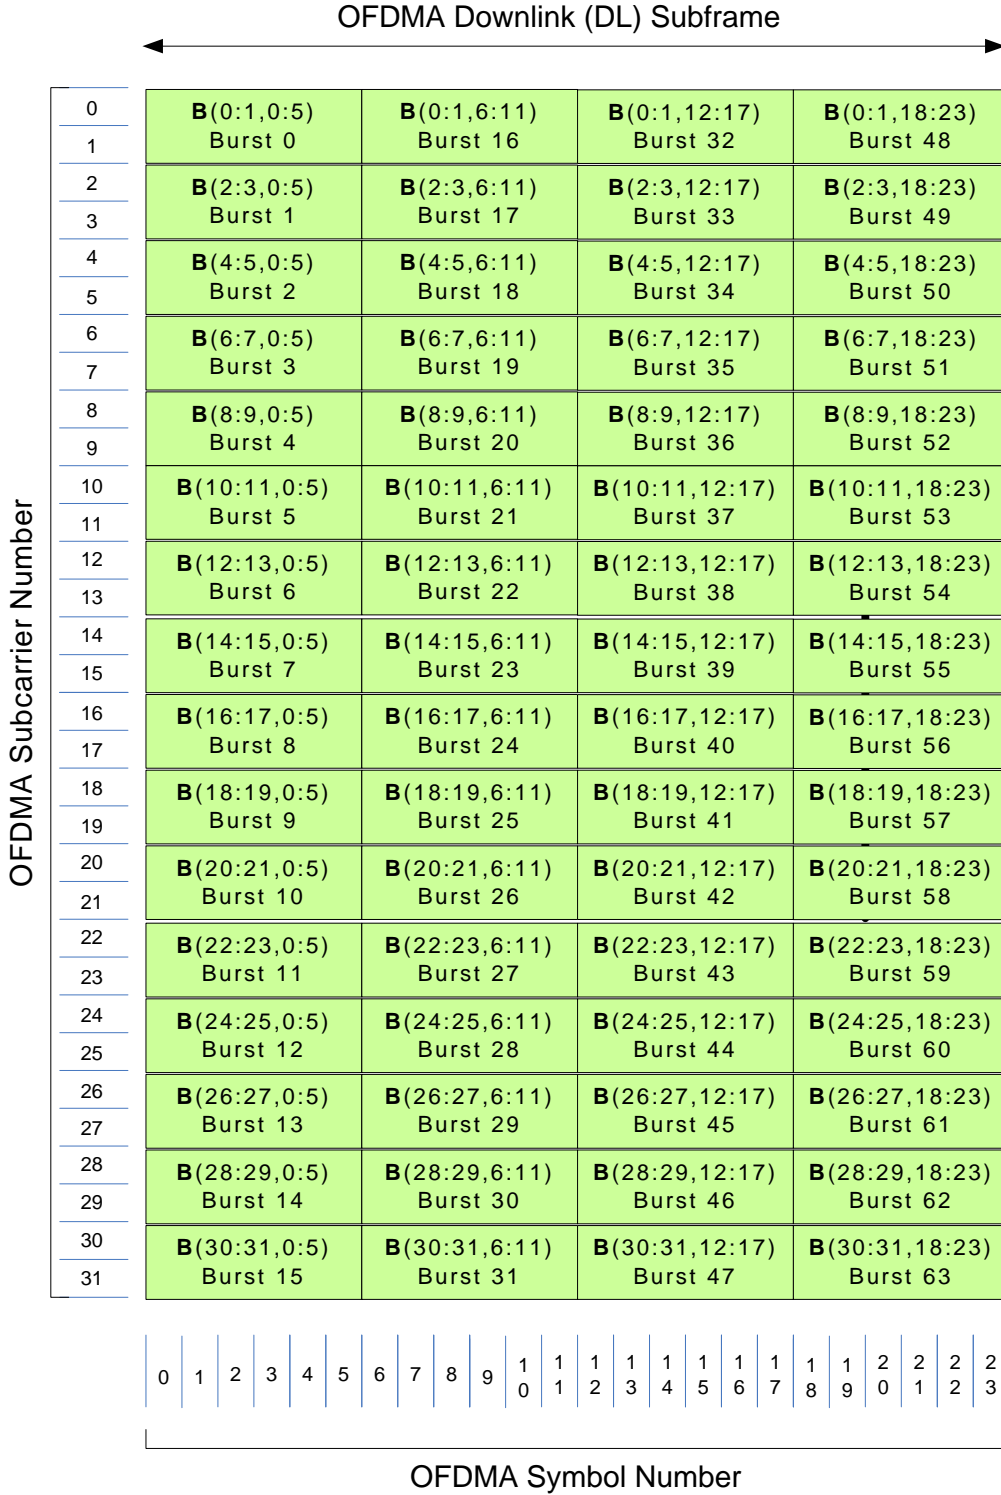 OFDMA Downlink (DL) Subframe
OFDMA Subcarrier Number
0 B(0:1,0:5) B(0:1,6:11) B(0:1,12:17) B(0:1,18:23)
1 Burst 0 Burst 16 Burst 32 Burst 48
2 B(2:3,0:5) B(2:3,6:11) B(2:3,12:17) B(2:3,18:23)
3 Burst 1 Burst 17 Burst 33 Burst 49
4 B(4:5,0:5) B(4:5,6:11) B(4:5,12:17) B(4:5,18:23)
5 Burst 2 Burst 18 Burst 34 Burst 50
6 B(6:7,0:5) B(6:7,6:11) B(6:7,12:17) B(6:7,18:23)
7 Burst 3 Burst 19 Burst 35 Burst 51
8 B(8:9,0:5) B(8:9,6:11) B(8:9,12:17) B(8:9,18:23)
9 Burst 4 Burst 20 Burst 36 Burst 52
10 B(10:11,0:5) B(10:11,6:11) B(10:11,12:17) B(10:11,18:23)
11 Burst 5 Burst 21 Burst 37 Burst 53
12 B(12:13,0:5) B(12:13,6:11) B(12:13,12:17) B(12:13,18:23)
13 Burst 6 Burst 22 Burst 38 Burst 54
14 B(14:15,0:5) B(14:15,6:11) B(14:15,12:17) B(14:15,18:23)
15 Burst 7 Burst 23 Burst 39 Burst 55
16 B(16:17,0:5) B(16:17,6:11) B(16:17,12:17) B(16:17,18:23)
17 Burst 8 Burst 24 Burst 40 Burst 56
18 B(18:19,0:5) B(18:19,6:11) B(18:19,12:17) B(18:19,18:23)
19 Burst 9 Burst 25 Burst 41 Burst 57
20 B(20:21,0:5) B(20:21,6:11) B(20:21,12:17) B(20:21,18:23)
21 Burst 10 Burst 26 Burst 42 Burst 58
22 B(22:23,0:5) B(22:23,6:11) B(22:23,12:17) B(22:23,18:23)
23 Burst 11 Burst 27 Burst 43 Burst 59
24 B(24:25,0:5) B(24:25,6:11) B(24:25,12:17) B(24:25,18:23)
25 Burst 12 Burst 28 Burst 44 Burst 60
26 B(26:27,0:5) B(26:27,6:11) B(26:27,12:17) B(26:27,18:23)
27 Burst 13 Burst 29 Burst 45 Burst 61
28 B(28:29,0:5) B(28:29,6:11) B(28:29,12:17) B(28:29,18:23)
29 Burst 14 Burst 30 Burst 46 Burst 62
30 B(30:31,0:5) B(30:31,6:11) B(30:31,12:17) B(30:31,18:23)
31 Burst 15 Burst 31 Burst 47 Burst 63
0 1 2 3 4 5 6 7 8 9 10 11 12 13 14 15 16 17 18 19 20 21 22 23
OFDMA Symbol Number